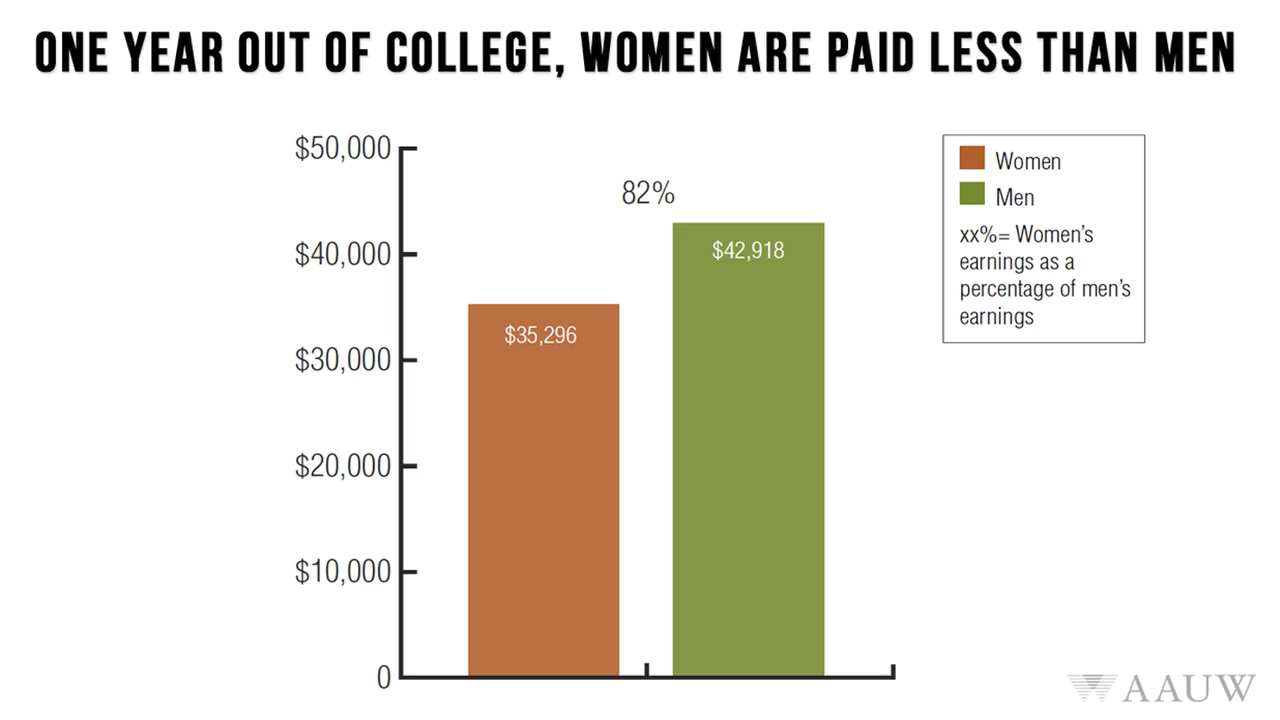 ONE YEAR OUT OF COLLEGE, WOMEN ARE PAID LESS THAN MEN
$50,000
$40,000
$30,000
$20,000
$10,000
0
82%
$35,296
$42,918
Women
Men
xx%= Women's
earnings as a
percentage of men's
earnings
AAUW